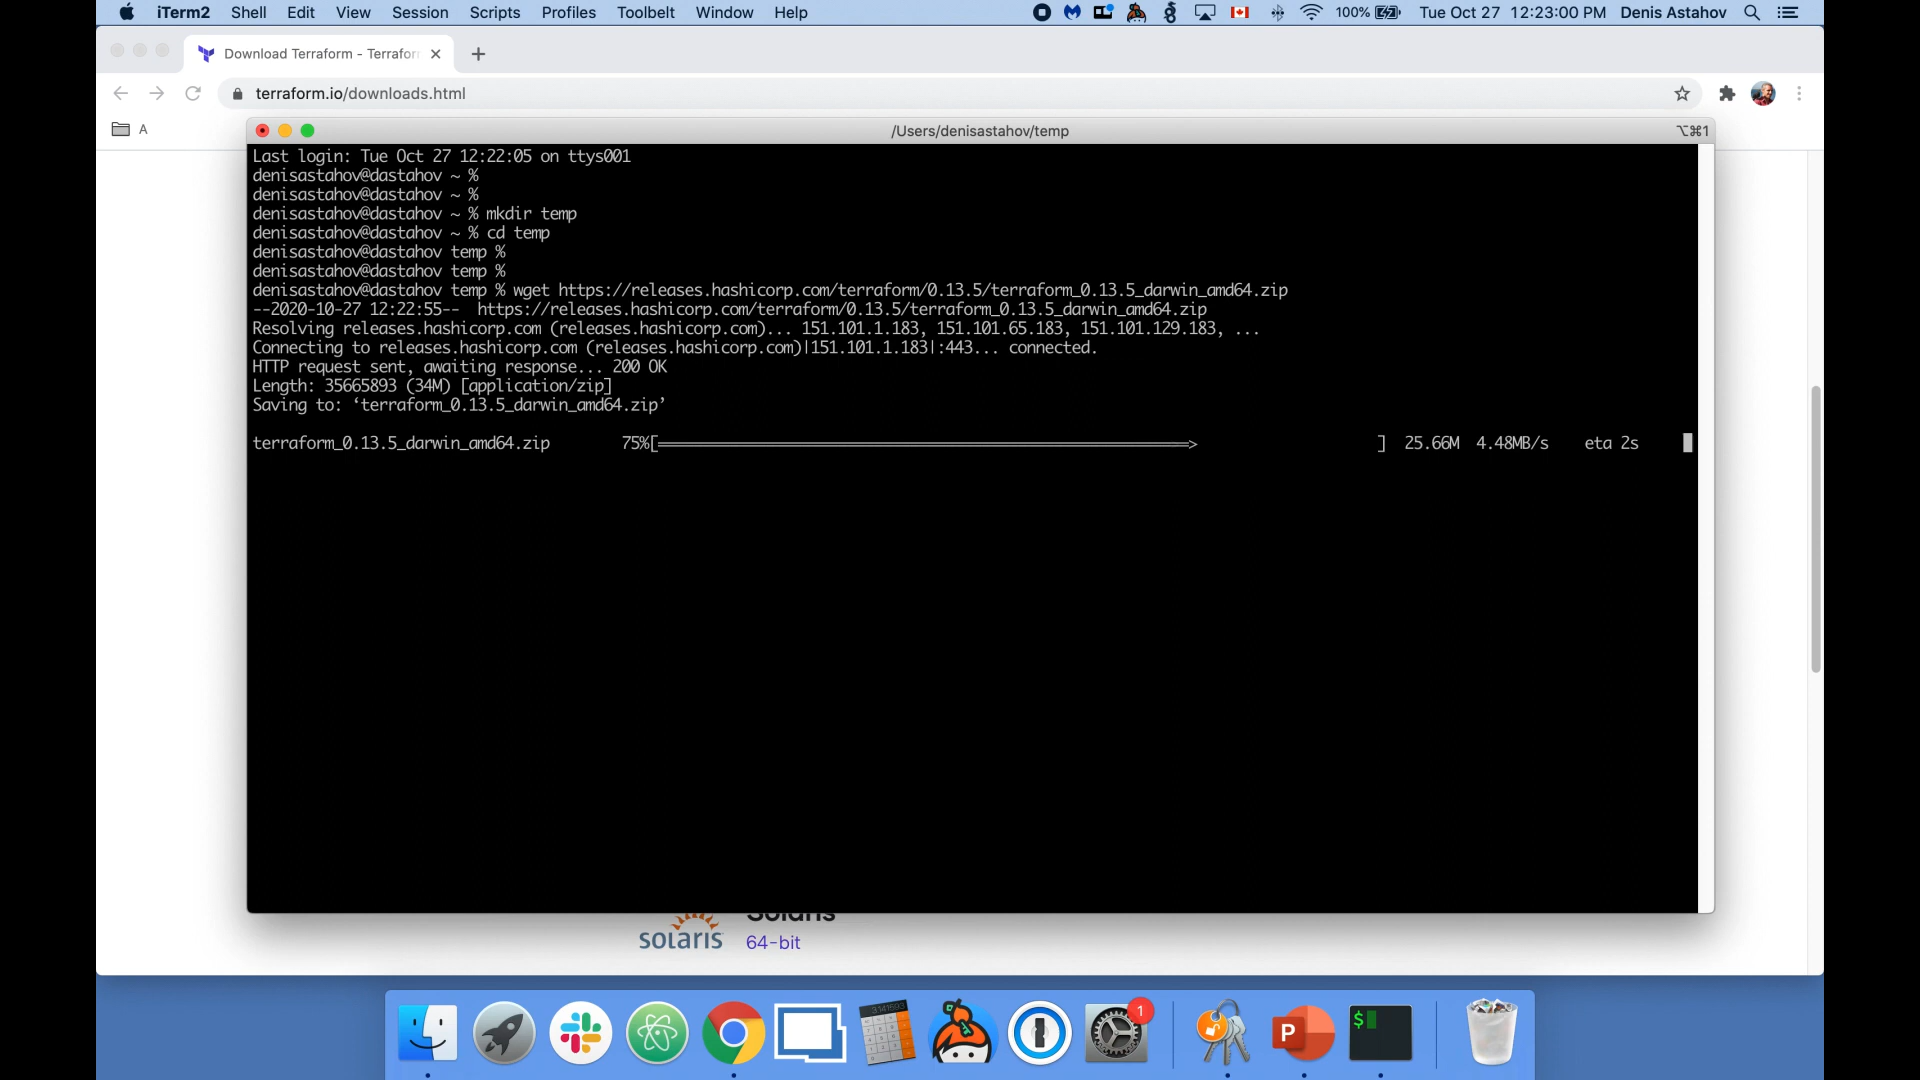 iTerm2 Shell Edit View Session Scripts Profiles Toolbelt Window Help 100% Tue Oct 27 12:23:00 PM Denis Astahov
Download Terraform - Terrafor
terraform.io/downloads.html
A
/Users/denisastahov/temp ⌥⌘1
Last login: Tue Oct 27 12:22:05 on ttys001
denisastahov@dastahov ~ %
denisastahov@dastahov ~ %
denisastahov@dastahov ~ % mkdir temp
denisastahov@dastahov ~ % cd temp
denisastahov@dastahov temp %
denisastahov@dastahov temp %
denisastahov@dastahov temp % wget https://releases.hashicorp.com/terraform/0.13.5/terraform_0.13.5_darwin_amd64.zip
--2020-10-27 12:22:55-- https://releases.hashicorp.com/terraform/0.13.5/terraform_0.13.5_darwin_amd64.zip
Resolving releases.hashicorp.com (releases.hashicorp.com)... 151.101.1.183, 151.101.65.183, 151.101.129.183, ...
Connecting to releases.hashicorp.com (releases.hashicorp.com)|151.101.1.183|:443... connected.
HTTP request sent, awaiting response... 200 OK
Length: 35665893 (34M) [application/zip]
Saving to: ‘terraform_0.13.5_darwin_amd64.zip’
terraform_0.13.5_darwin_amd64.zip 75%[==========> ] 25.66M 4.48MB/s eta 2s
Solaris
solaris 64-bit
1
P $